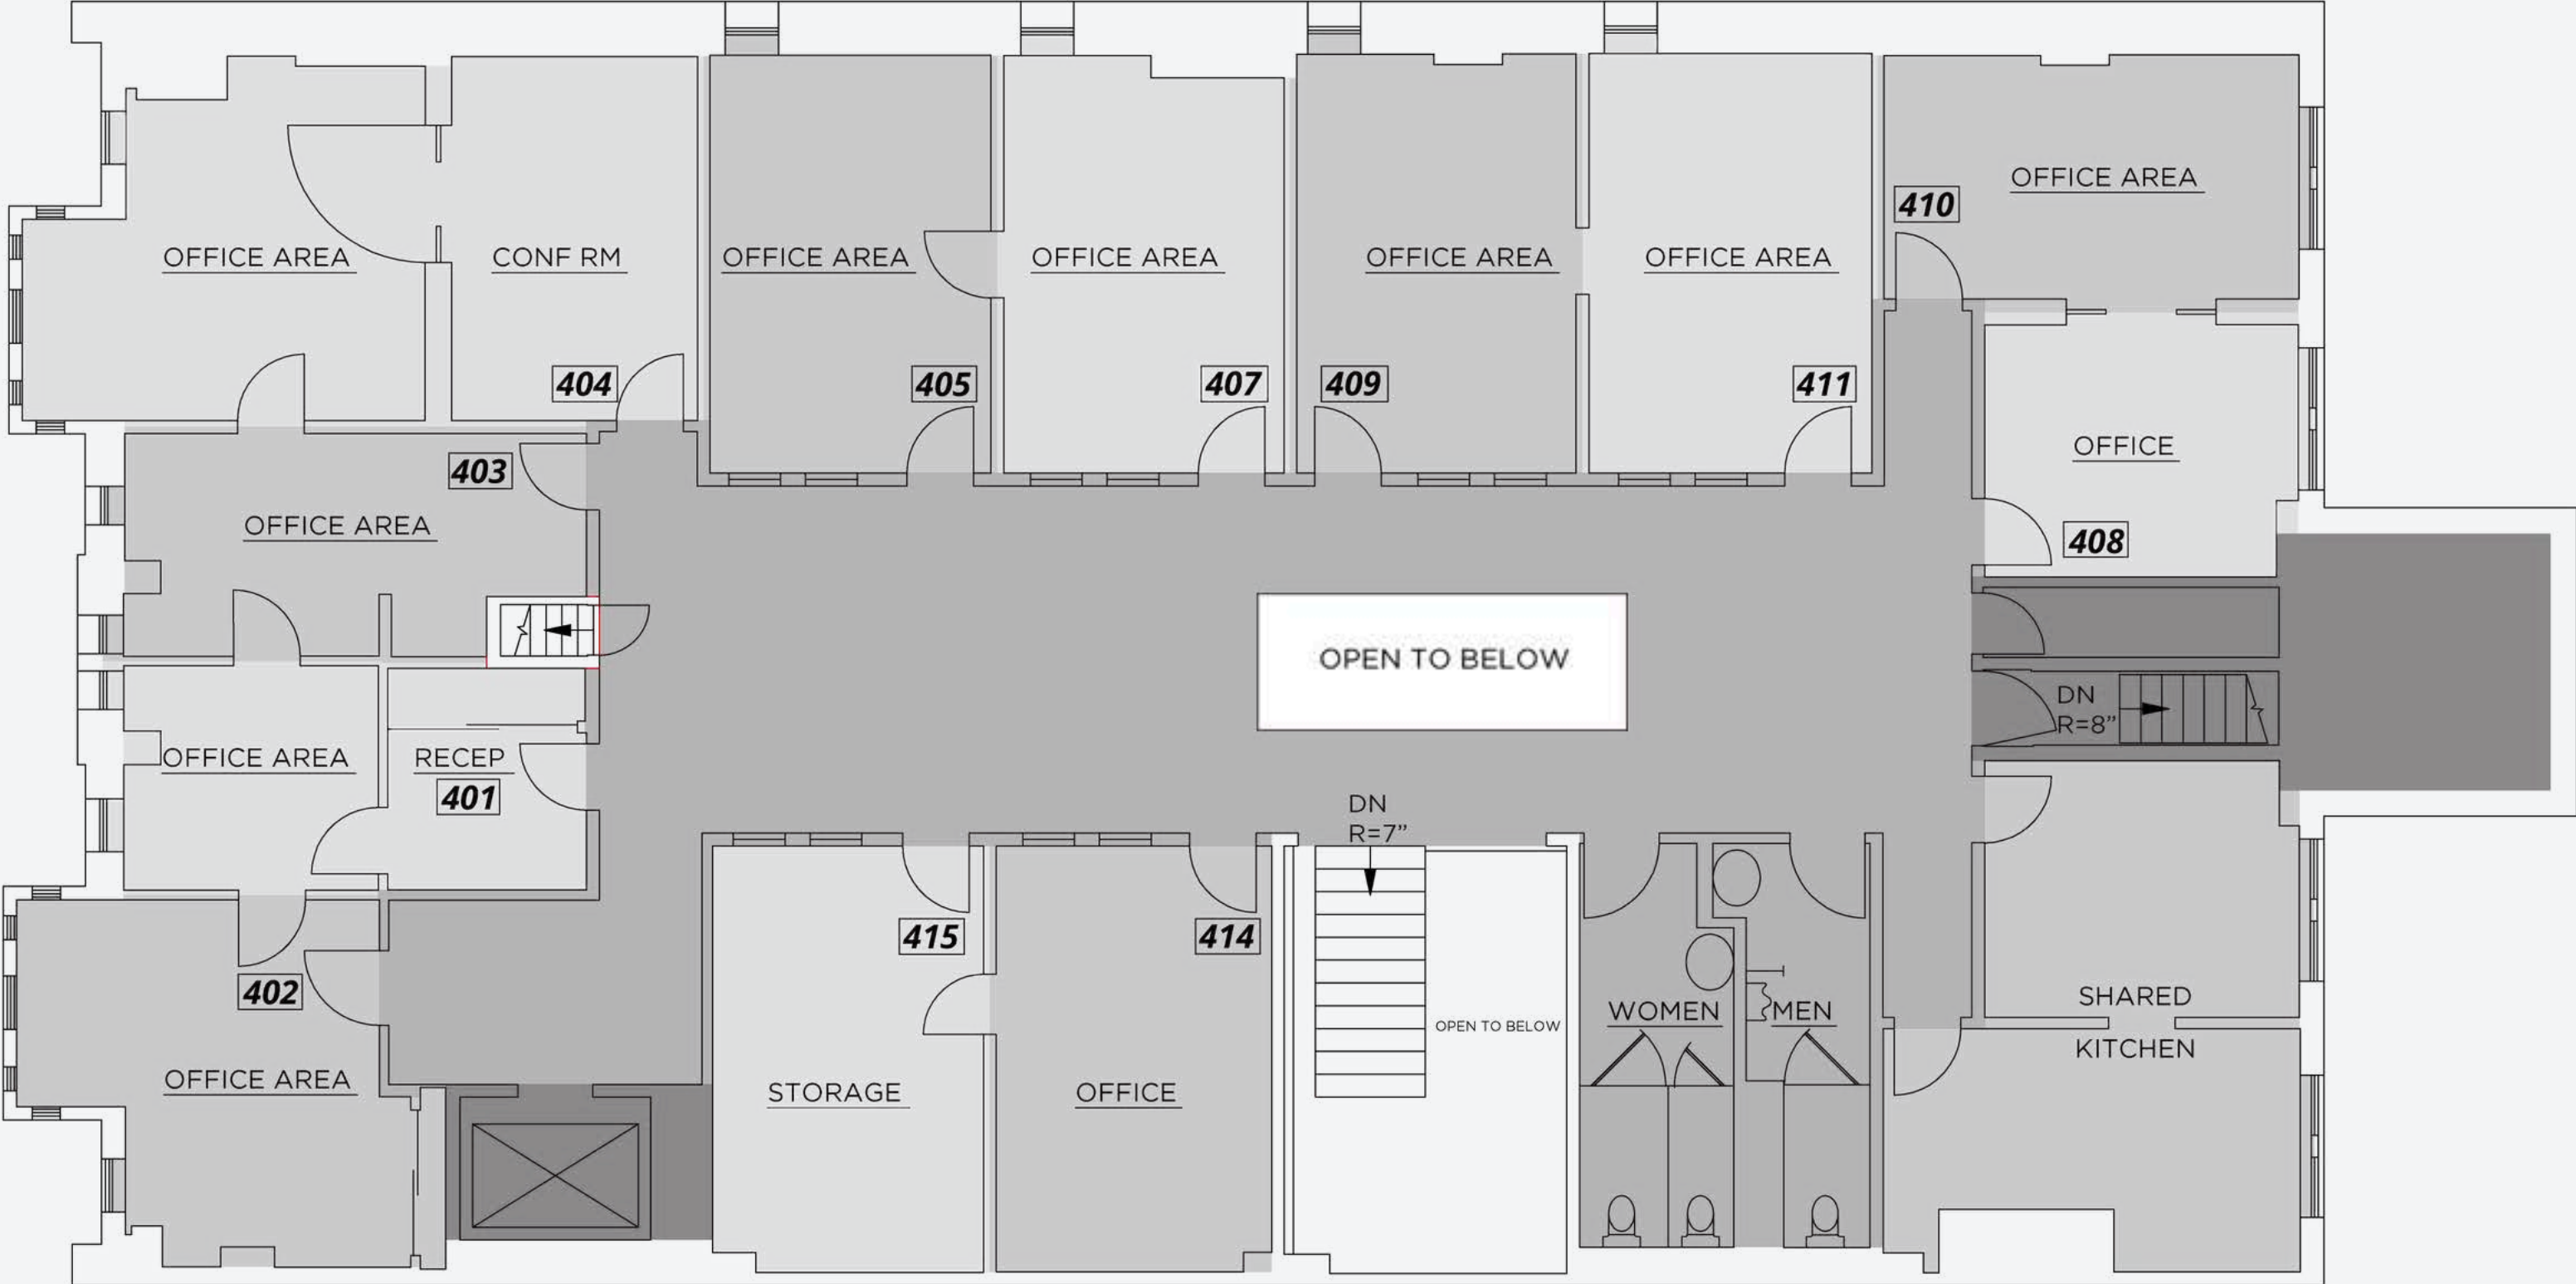 OFFICE AREA
410
OFFICE AREA
CONF RM
OFFICE AREA
OFFICE AREA
OFFICE AREA
OFFICE AREA
404
405
407
409
411
403
OFFICE
OFFICE AREA
408
OPEN TO BELOW
DN
R=8”
OFFICE AREA
RECEP
401
DN
R=7”
415
414
402
SHARED
KITCHEN
WOMEN
MEN
OPEN TO BELOW
OFFICE AREA
STORAGE
OFFICE